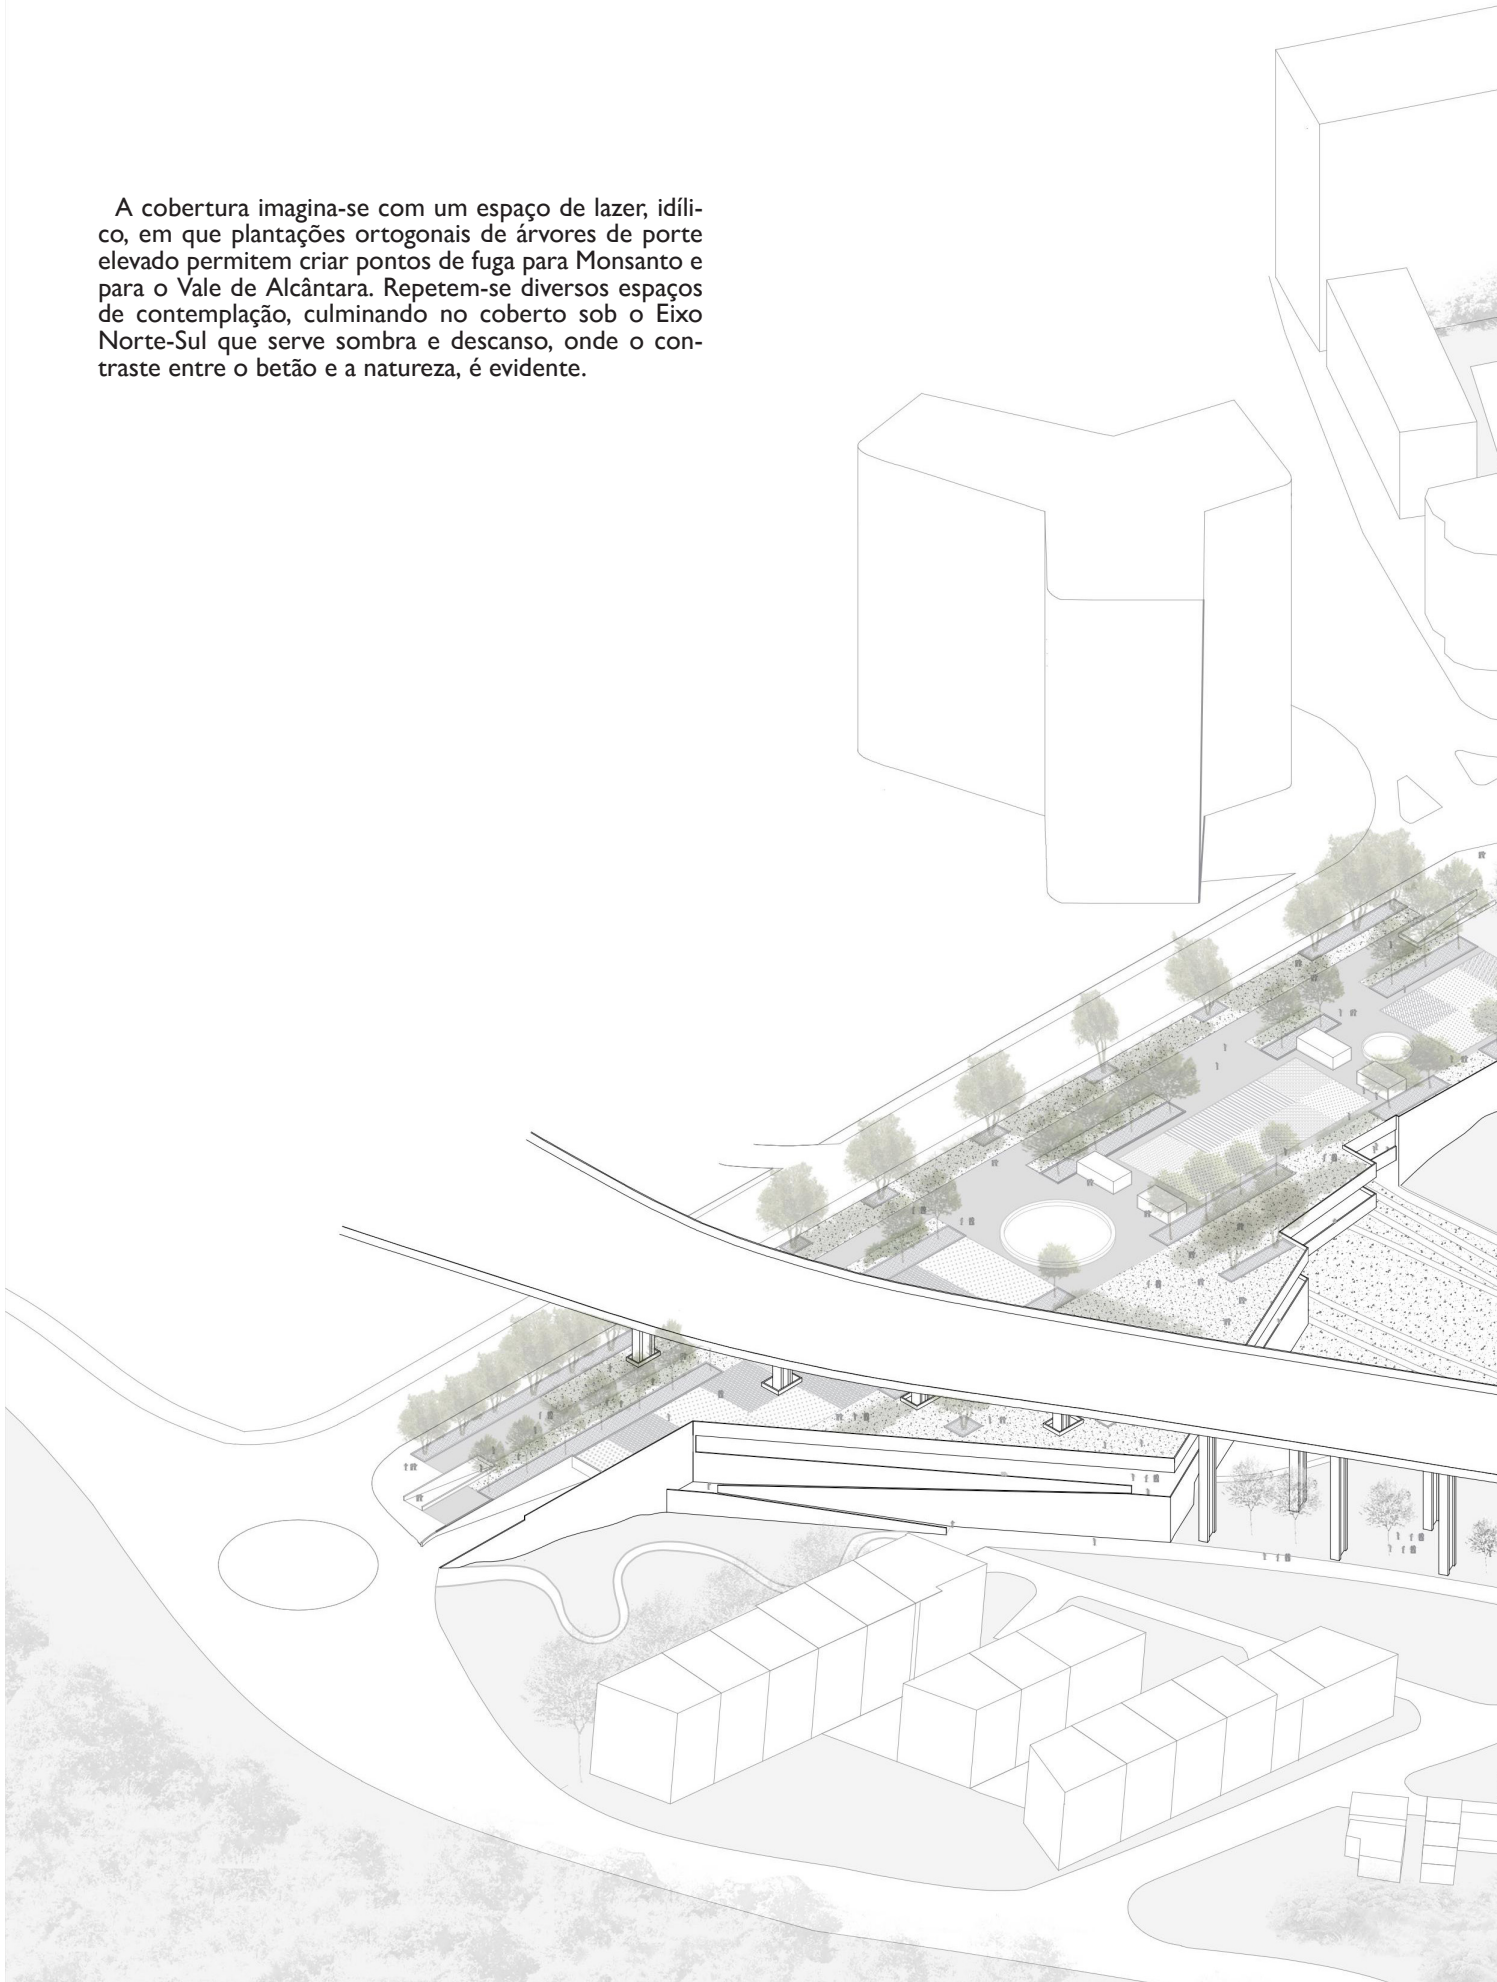 A cobertura imagina-se com um espaço de lazer, idíli-
co, em que plantações ortogonais de árvores de porte
elevado permitem criar pontos de fuga para Monsanto e
para o Vale de Alcântara. Repetem-se diversos espaços
de contemplação, culminando no coberto sob o Eixo
Norte-Sul que serve sombra e descanso, onde o con-
traste entre o betão e a natureza, é evidente.